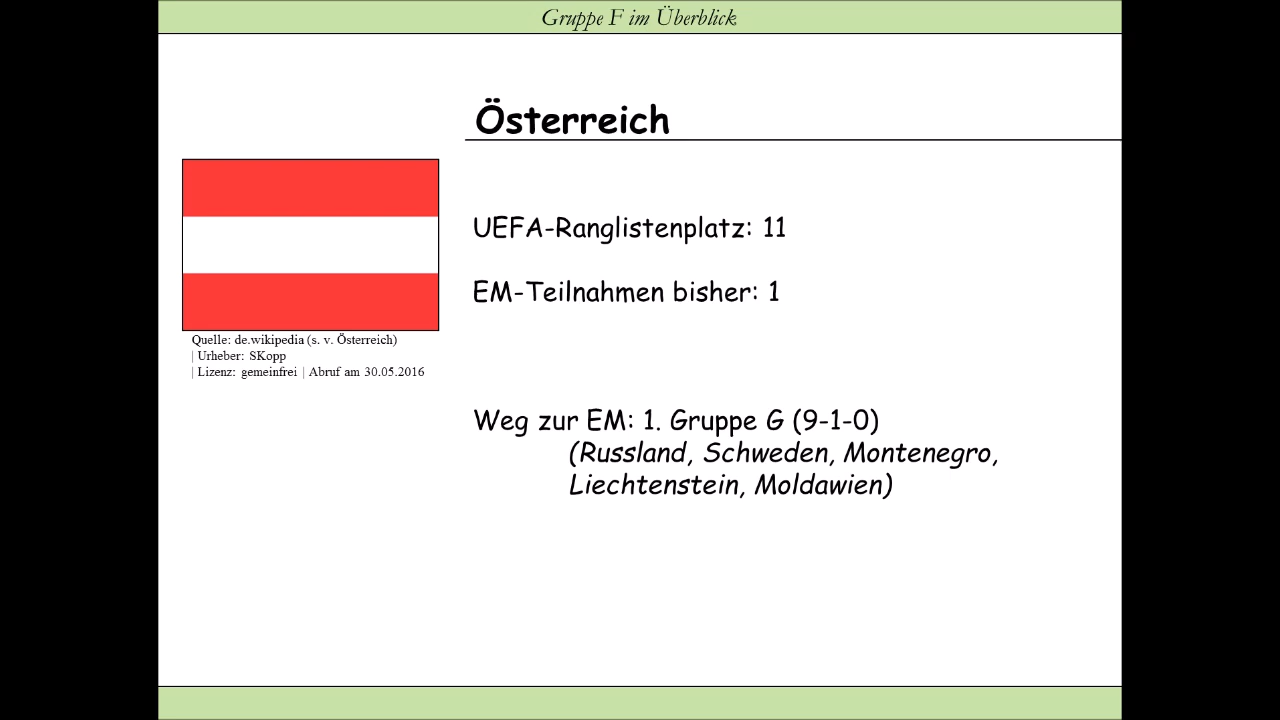 Gruppe F im Überblick
Österreich
UEFA-Ranglistenplatz: 11
EM-Teilnahmen bisher: 1
Quelle: de.wikipedia (s. v. Österreich)
| Urheber: SKopp
| Lizenz: gemeinfrei | Abruf am 30.05.2016
Weg zur EM: 1. Gruppe G (9-1-0)
(Russland, Schweden, Montenegro,
Liechtenstein, Moldawien)